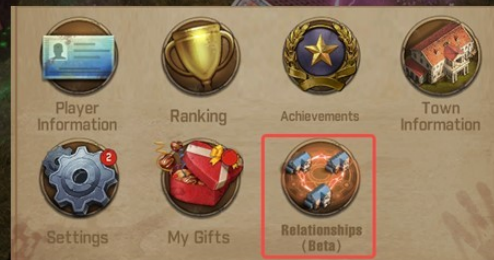 Player
Information
Ranking
Achievements
Town
Information
2
Settings
My Gifts
Relationships
(Beta)